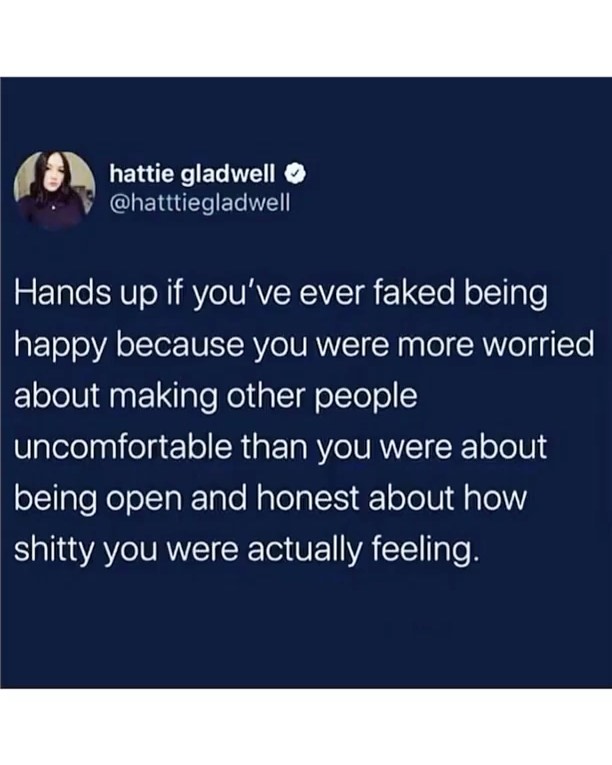 hattie gladwell
@hatttiegladwell
Hands up if you've ever faked being
happy because you were more worried
about making other people
uncomfortable than you were about
being open and honest about how
shitty you were actually feeling.